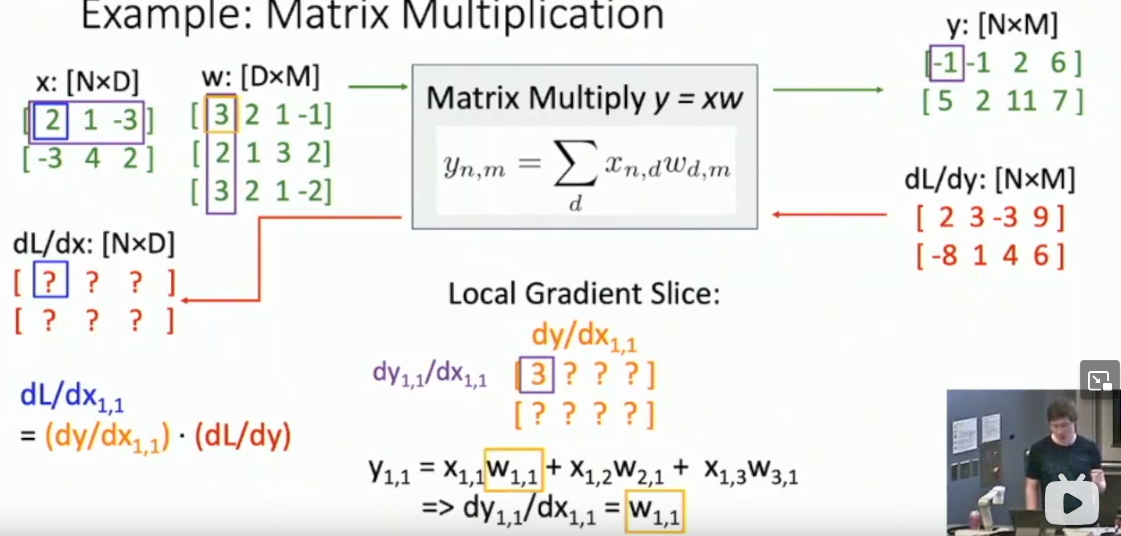 Example: Matrix Multiplication
x: [N×D]
[ 2 1 -3 ]
[ -3 4 2 ]
w: [D×M]
[ 3 2 1 -1]
[ 2 1 3 2]
[ 3 2 1 -2]
Matrix Multiply y = xw
y_{n,m} = ∑_d x_{n,d}w_{d,m}
y: [N×M]
[ -1 -1 2 6 ]
[ 5 2 11 7 ]
dL/dy: [N×M]
[ 2 3 -3 9 ]
[ -8 1 4 6 ]
dL/dx: [N×D]
[ ? ? ? ]
[ ? ? ? ]
dL/dx_{1,1}
= (dy/dx_{1,1}) · (dL/dy)
Local Gradient Slice:
dy/dx_{1,1}
dy_{1,1}/dx_{1,1} [ 3 ? ? ? ]
[ ? ? ? ? ]
y_{1,1} = x_{1,1}w_{1,1} + x_{1,2}w_{2,1} + x_{1,3}w_{3,1}
=> dy_{1,1}/dx_{1,1} = w_{1,1}